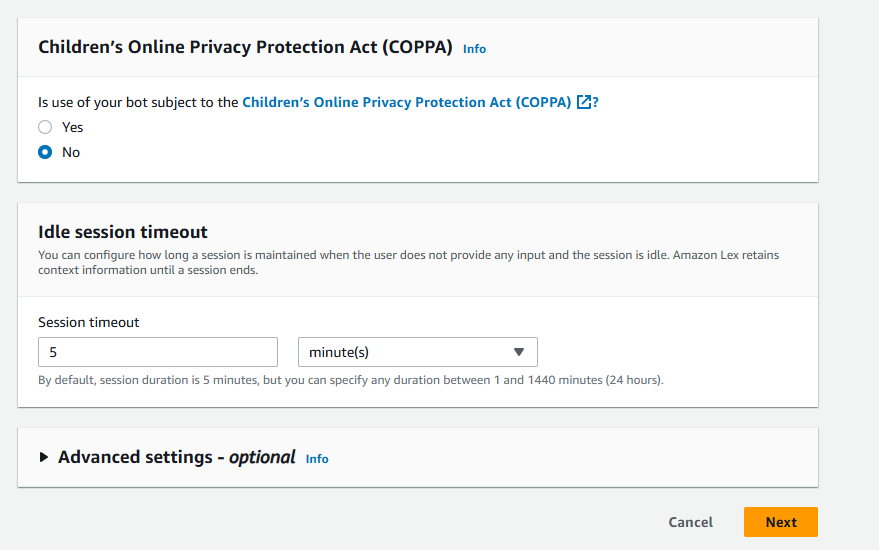 Children's Online Privacy Protection Act (COPPA) Info
Is use of your bot subject to the Children's Online Privacy Protection Act (COPPA) ?
Yes
No
Idle session timeout
You can configure how long a session is maintained when the user does not provide any input and the session is idle. Amazon Lex retains
context information until a session ends.
Session timeout
5 minute(s)
By default, session duration is 5 minutes, but you can specify any duration between 1 and 1440 minutes (24 hours).
Advanced settings - optional Info
Cancel Next